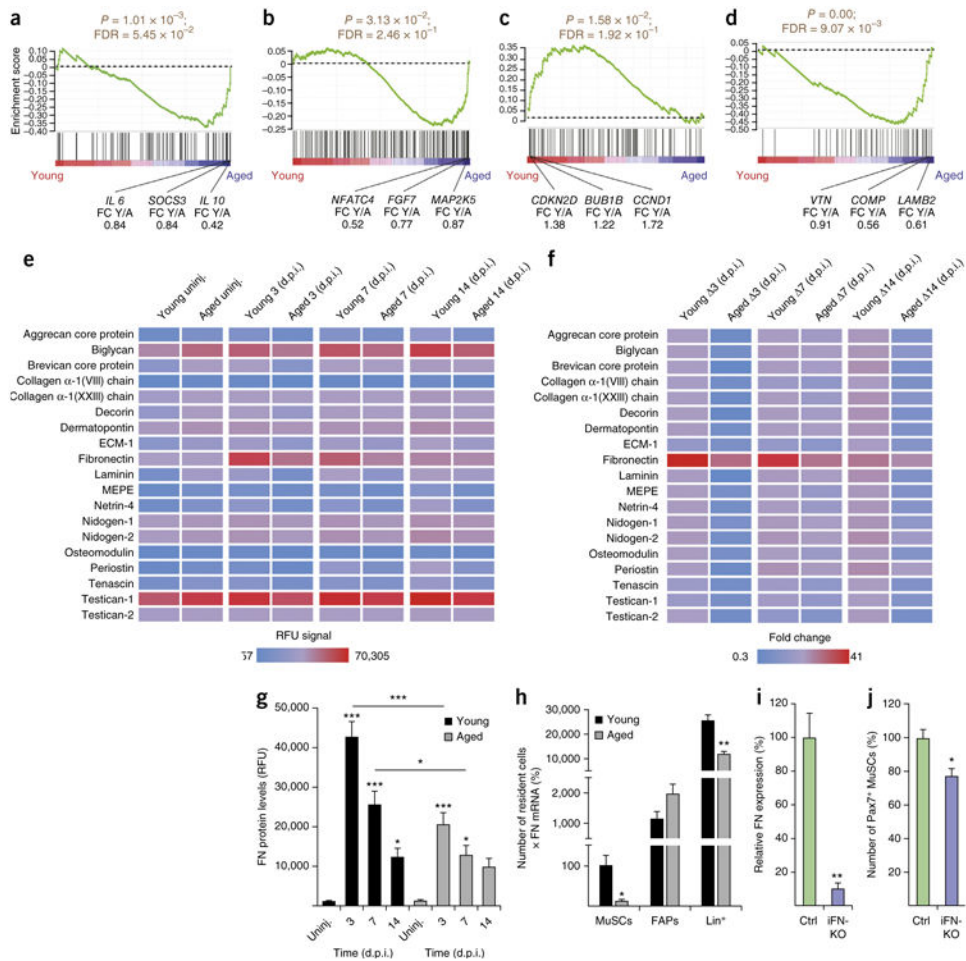 a
P = 1.01 × 10⁻³;
FDR = 5.45 × 10⁻²
Enrichment score
0.10
0.05
0
−0.05
−0.10
−0.15
−0.20
−0.25
−0.30
−0.35
−0.40
Young
Aged
IL 6 SOCS3 IL 10
FC Y/A FC Y/A FC Y/A
0.84 0.84 0.42
b
P = 3.13 × 10⁻²;
FDR = 2.46 × 10⁻¹
0.05
0
−0.05
−0.10
−0.15
−0.20
−0.25
NFATC4 FGF7 MAP2K5
FC Y/A FC Y/A FC Y/A
0.52 0.77 0.87
c
P = 1.58 × 10⁻²;
FDR = 1.92 × 10⁻¹
0.35
0.30
0.25
0.20
0.15
0.10
0.05
0
CDKN2D BUB1B CCND1
FC Y/A FC Y/A FC Y/A
1.38 1.22 1.72
d
P = 0.00;
FDR = 9.07 × 10⁻³
0.05
0
−0.05
−0.10
−0.15
−0.20
−0.25
−0.30
−0.35
−0.40
−0.45
−0.50
Young
Aged
VTN COMP LAMB2
FC Y/A FC Y/A FC Y/A
0.91 0.56 0.61
e
Young uninj.
Aged uninj.
Young 3 (d.p.i.)
Aged 3 (d.p.i.)
Young 7 (d.p.i.)
Aged 7 (d.p.i.)
Young 14 (d.p.i.)
Aged 14 (d.p.i.)
Aggrecan core protein
Biglycan
Brevican core protein
Collagen α-1(VIII) chain
Collagen α-1(XXIII) chain
Decorin
Dermatopontin
ECM-1
Fibronectin
Laminin
MEPE
Netrin-4
Nidogen-1
Nidogen-2
Osteomodulin
Periostin
Tenascin
Testican-1
Testican-2
RFU signal
57 70,305
f
Young Δ3 (d.p.i.)
Aged Δ3 (d.p.i.)
Young Δ7 (d.p.i.)
Aged Δ7 (d.p.i.)
Young Δ14 (d.p.i.)
Aged Δ14 (d.p.i.)
Aggrecan core protein
Biglycan
Brevican core protein
Collagen α-1(VIII) chain
Collagen α-1(XXIII) chain
Decorin
Dermatopontin
ECM-1
Fibronectin
Laminin
MEPE
Netrin-4
Nidogen-1
Nidogen-2
Osteomodulin
Periostin
Tenascin
Testican-1
Testican-2
Fold change
0.3 41
g
FN protein levels (RFU)
50,000
40,000
30,000
20,000
10,000
Young
Aged
***
***
***
*
*
***
*
Uninj. 3 7 14 Uninj. 3 7 14
Time (d.p.i.) Time (d.p.i.)
h
Number of resident cells
× FN mRNA (%)
30,000
20,000
10,000
2,000
1,000
100
Young
Aged
*
**
MuSCs FAPs Lin⁺
i
Relative FN expression (%)
120
100
80
60
40
20
**
Ctrl iFN-
KO
j
Number of Pax7⁺ MuSCs (%)
120
100
80
60
40
20
*
Ctrl iFN-
KO